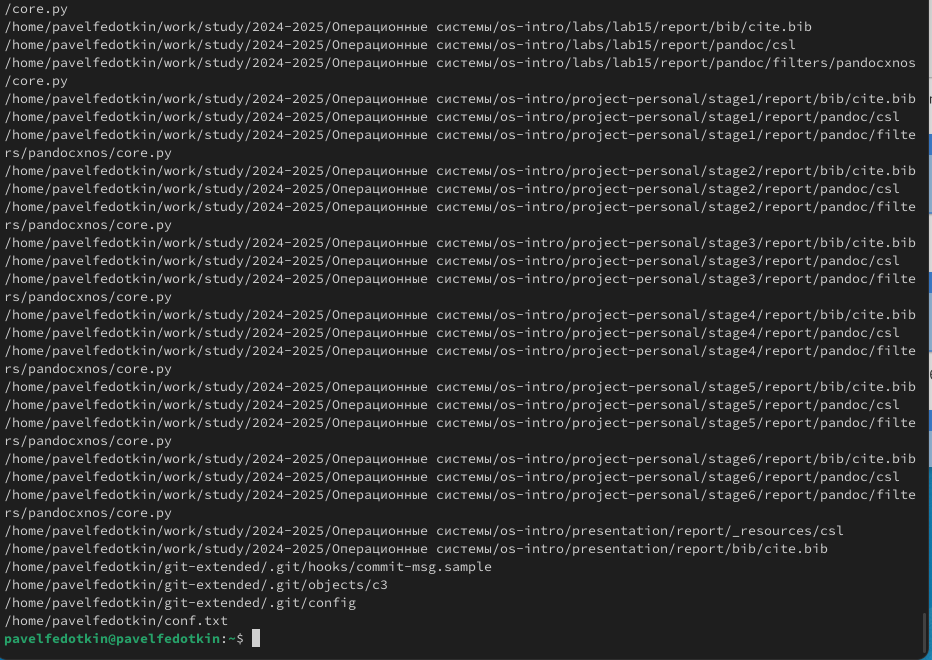 /core.py
/home/pavelfedotkin/work/study/2024-2025/Операционные системы/os-intro/labs/lab15/report/bib/cite.bib
/home/pavelfedotkin/work/study/2024-2025/Операционные системы/os-intro/labs/lab15/report/pandoc/csl
/home/pavelfedotkin/work/study/2024-2025/Операционные системы/os-intro/labs/lab15/report/pandoc/filters/pandocxnos
/core.py
/home/pavelfedotkin/work/study/2024-2025/Операционные системы/os-intro/project-personal/stage1/report/bib/cite.bib
/home/pavelfedotkin/work/study/2024-2025/Операционные системы/os-intro/project-personal/stage1/report/pandoc/csl
/home/pavelfedotkin/work/study/2024-2025/Операционные системы/os-intro/project-personal/stage1/report/pandoc/filte
rs/pandocxnos/core.py
/home/pavelfedotkin/work/study/2024-2025/Операционные системы/os-intro/project-personal/stage2/report/bib/cite.bib
/home/pavelfedotkin/work/study/2024-2025/Операционные системы/os-intro/project-personal/stage2/report/pandoc/csl
/home/pavelfedotkin/work/study/2024-2025/Операционные системы/os-intro/project-personal/stage2/report/pandoc/filte
rs/pandocxnos/core.py
/home/pavelfedotkin/work/study/2024-2025/Операционные системы/os-intro/project-personal/stage3/report/bib/cite.bib
/home/pavelfedotkin/work/study/2024-2025/Операционные системы/os-intro/project-personal/stage3/report/pandoc/csl
/home/pavelfedotkin/work/study/2024-2025/Операционные системы/os-intro/project-personal/stage3/report/pandoc/filte
rs/pandocxnos/core.py
/home/pavelfedotkin/work/study/2024-2025/Операционные системы/os-intro/project-personal/stage4/report/bib/cite.bib
/home/pavelfedotkin/work/study/2024-2025/Операционные системы/os-intro/project-personal/stage4/report/pandoc/csl
/home/pavelfedotkin/work/study/2024-2025/Операционные системы/os-intro/project-personal/stage4/report/pandoc/filte
rs/pandocxnos/core.py
/home/pavelfedotkin/work/study/2024-2025/Операционные системы/os-intro/project-personal/stage5/report/bib/cite.bib
/home/pavelfedotkin/work/study/2024-2025/Операционные системы/os-intro/project-personal/stage5/report/pandoc/csl
/home/pavelfedotkin/work/study/2024-2025/Операционные системы/os-intro/project-personal/stage5/report/pandoc/filte
rs/pandocxnos/core.py
/home/pavelfedotkin/work/study/2024-2025/Операционные системы/os-intro/project-personal/stage6/report/bib/cite.bib
/home/pavelfedotkin/work/study/2024-2025/Операционные системы/os-intro/project-personal/stage6/report/pandoc/csl
/home/pavelfedotkin/work/study/2024-2025/Операционные системы/os-intro/project-personal/stage6/report/pandoc/filte
rs/pandocxnos/core.py
/home/pavelfedotkin/work/study/2024-2025/Операционные системы/os-intro/presentation/report/_resources/csl
/home/pavelfedotkin/work/study/2024-2025/Операционные системы/os-intro/presentation/report/bib/cite.bib
/home/pavelfedotkin/git-extended/.git/hooks/commit-msg.sample
/home/pavelfedotkin/git-extended/.git/objects/c3
/home/pavelfedotkin/git-extended/.git/config
/home/pavelfedotkin/conf.txt
pavelfedotkin@pavelfedotkin:~$